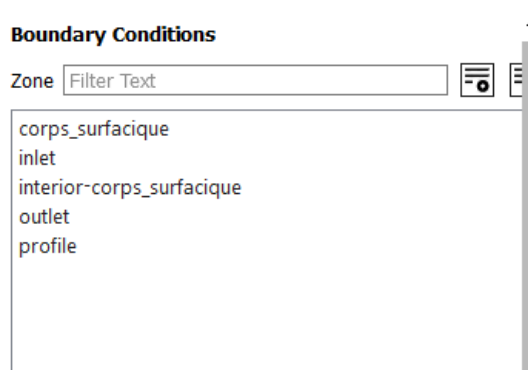 Boundary Conditions
Zone Filter Text
corps_surfacique
inlet
interior-corps_surfacique
outlet
profile